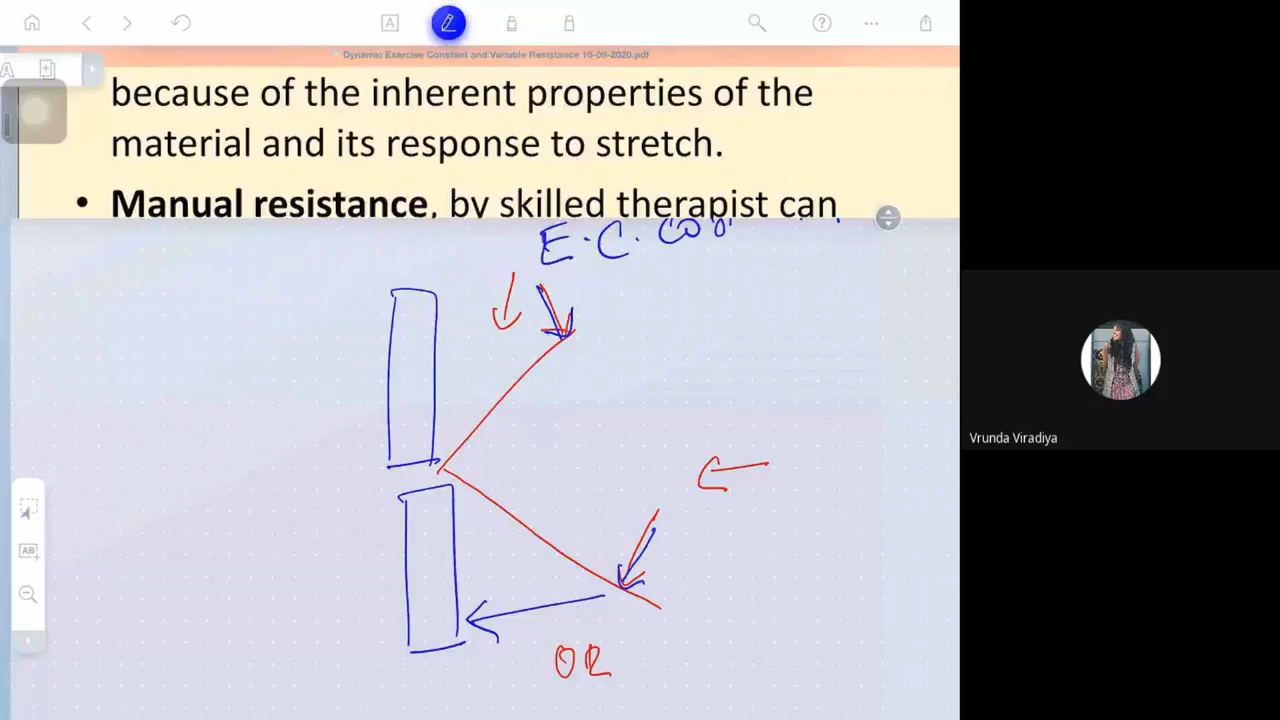 A
Dynamic Exercise Constant and Variable Resistance 16-09-2020.pdf
A
because of the inherent properties of the
material and its response to stretch.
• Manual resistance, by skilled therapist can
E.C.
Vrunda Viradiya
AB
OR